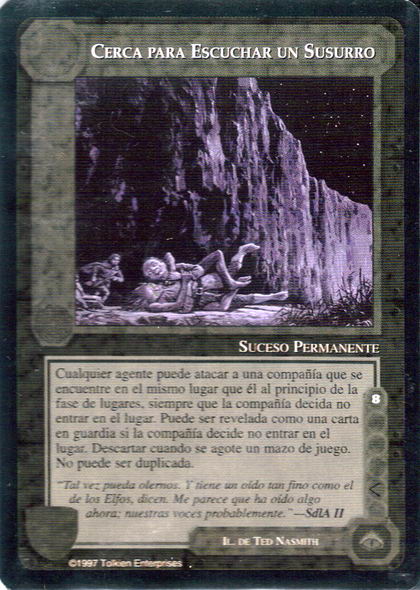 Cerca para Escuchar un Susurro
Suceso Permanente
Cualquier agente puede atacar a una compañía que se
encuentre en el mismo lugar que él al principio de la
fase de lugares, siempre que la compañía decida no
entrar en el lugar. Puede ser revelada como una carta
en guardia si la compañía decide no entrar en el
lugar. Descartar cuando se agote un mazo de juego.
No puede ser duplicada.
8
"Tal vez pueda olernos. Y tiene un oído tan fino como el
de los Elfos, dicen. Me parece que ha oído algo
ahora; nuestras voces probablemente."—SdlA II
Il. de Ted Nasmith
©1997 Tolkien Enterprises